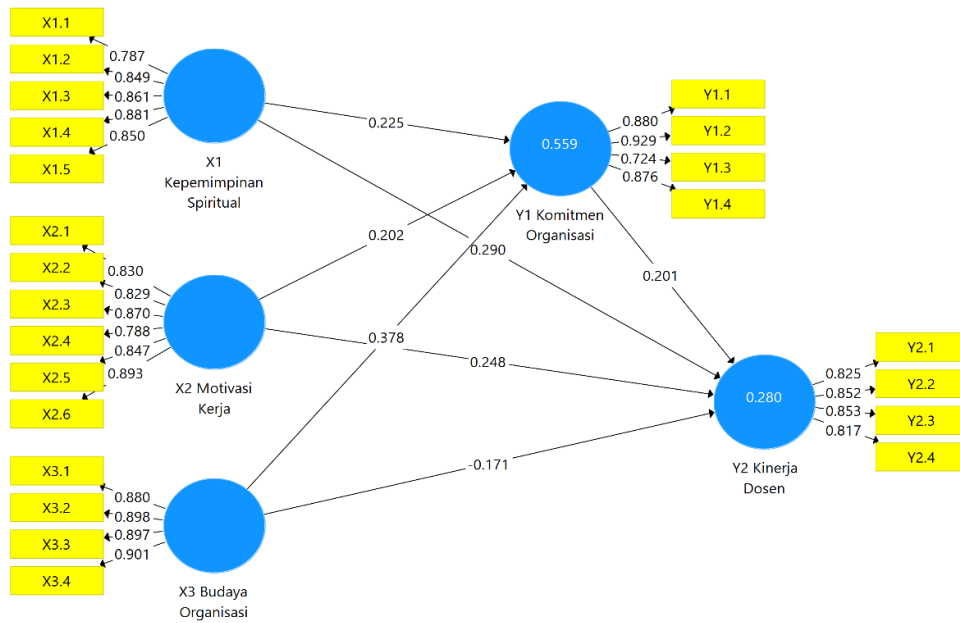 X1.1
X1.2
X1.3
X1.4
X1.5
0.787
0.849
0.861
0.881
0.850
X1
Kepemimpinan
Spiritual
X2.1
X2.2
X2.3
X2.4
X2.5
X2.6
0.830
0.829
0.870
0.788
0.847
0.893
X2 Motivasi
Kerja
X3.1
X3.2
X3.3
X3.4
0.880
0.898
0.897
0.901
X3 Budaya
Organisasi
0.225
0.202
0.290
0.378
0.248
-0.171
0.559
Y1 Komitmen
Organisasi
0.880
0.929
0.724
0.876
Y1.1
Y1.2
Y1.3
Y1.4
0.201
0.280
Y2 Kinerja
Dosen
0.825
0.852
0.853
0.817
Y2.1
Y2.2
Y2.3
Y2.4